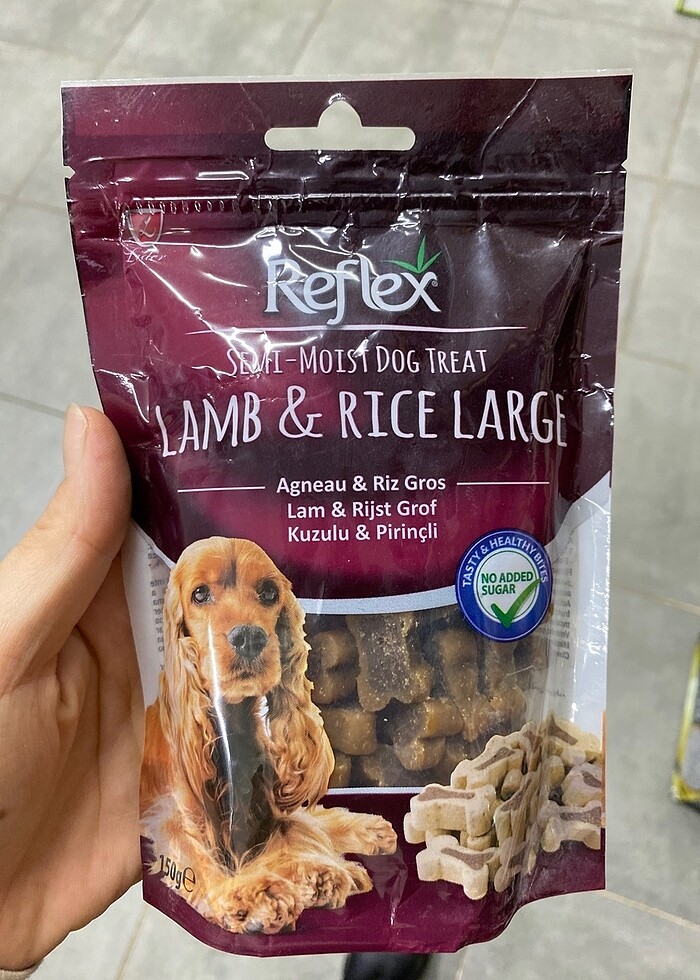 Lider
Reflex
SEMI-MOIST DOG TREAT
LAMB & RICE LARGE
Agneau & Riz Gros
Lam & Rijst Grof
Kuzulu & Pirinçli
TASTY & HEALTHY BITES
NO ADDED
SUGAR
150g℮